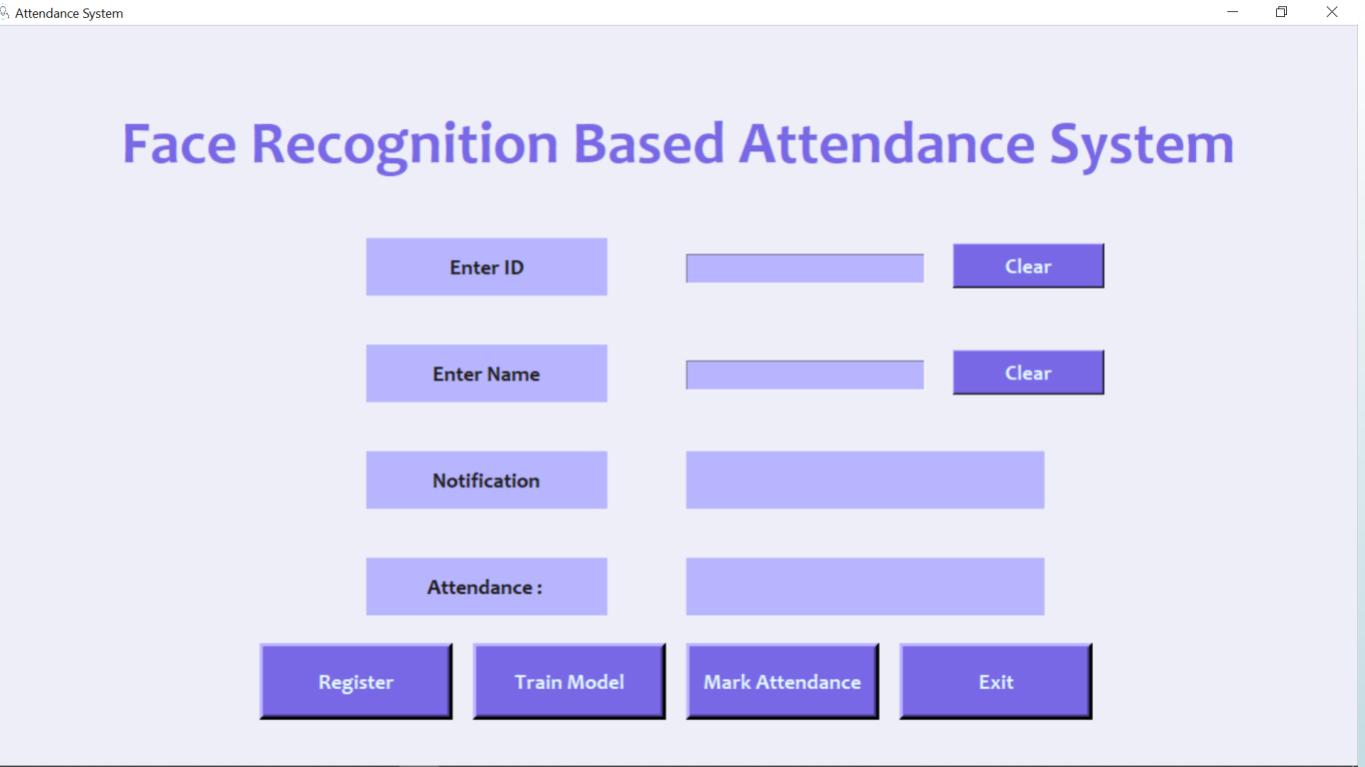 Attendance System
Face Recognition Based Attendance System
Enter ID
Clear
Enter Name
Clear
Notification
Attendance :
Register
Train Model
Mark Attendance
Exit